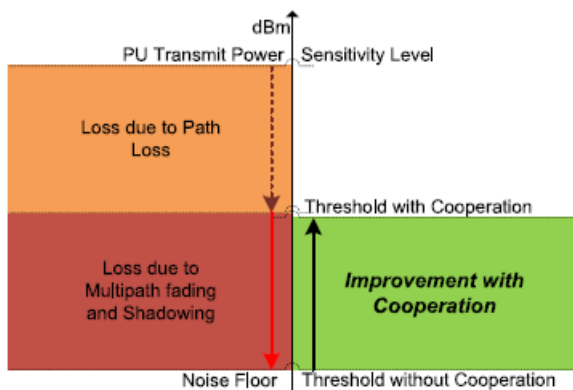 dBm
PU Transmit Power
Sensitivity Level
Loss due to Path
Loss
Threshold with Cooperation
Loss due to
Multipath fading
and Shadowing
Improvement with
Cooperation
Noise Floor
Threshold without Cooperation